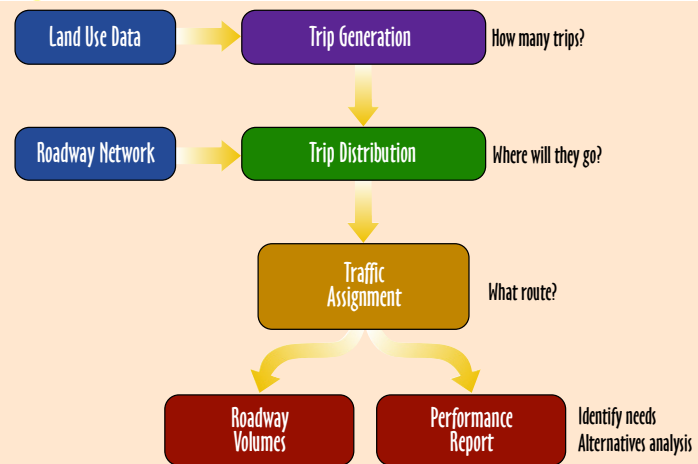 Land Use Data
Trip Generation
How many trips?
Roadway Network
Trip Distribution
Where will they go?
Traffic
Assignment
What route?
Roadway
Volumes
Performance
Report
Identify needs
Alternatives analysis